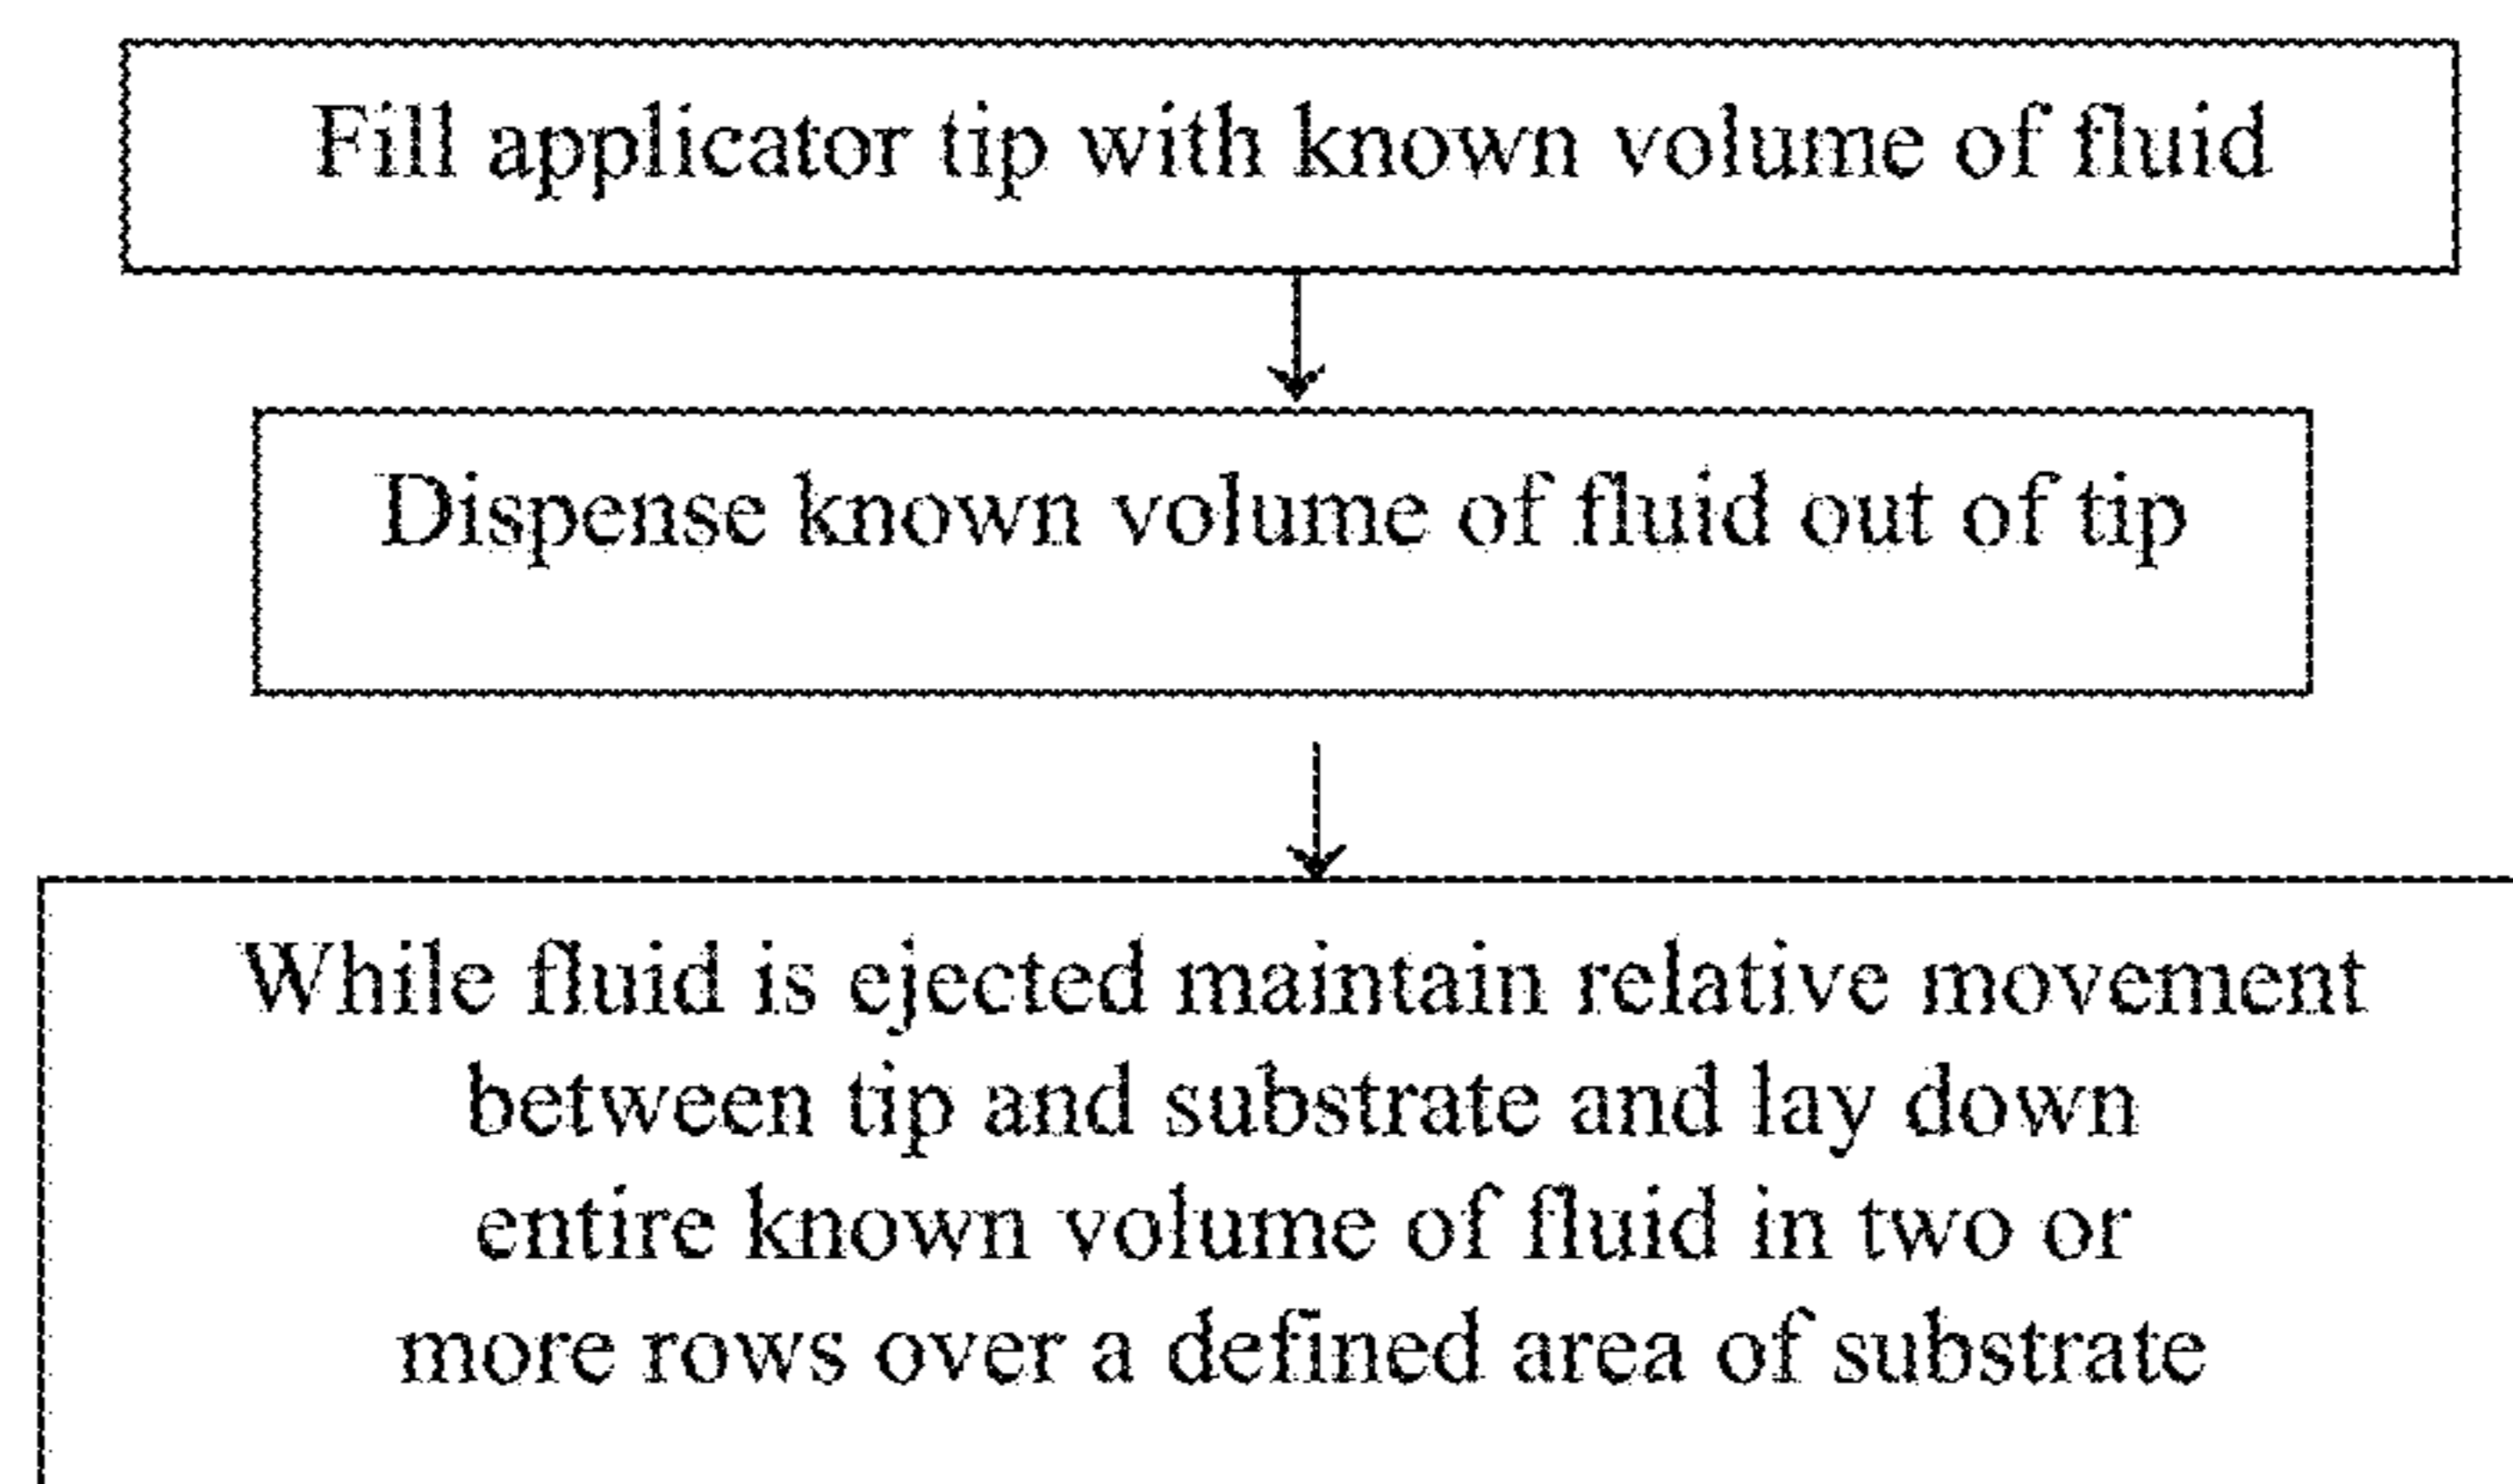 Fill applicator tip with known volume of fluid
Dispense known volume of fluid out of tip
While fluid is ejected maintain relative movement
between tip and substrate and lay down
entire known volume of fluid in two or
more rows over a defined area of substrate